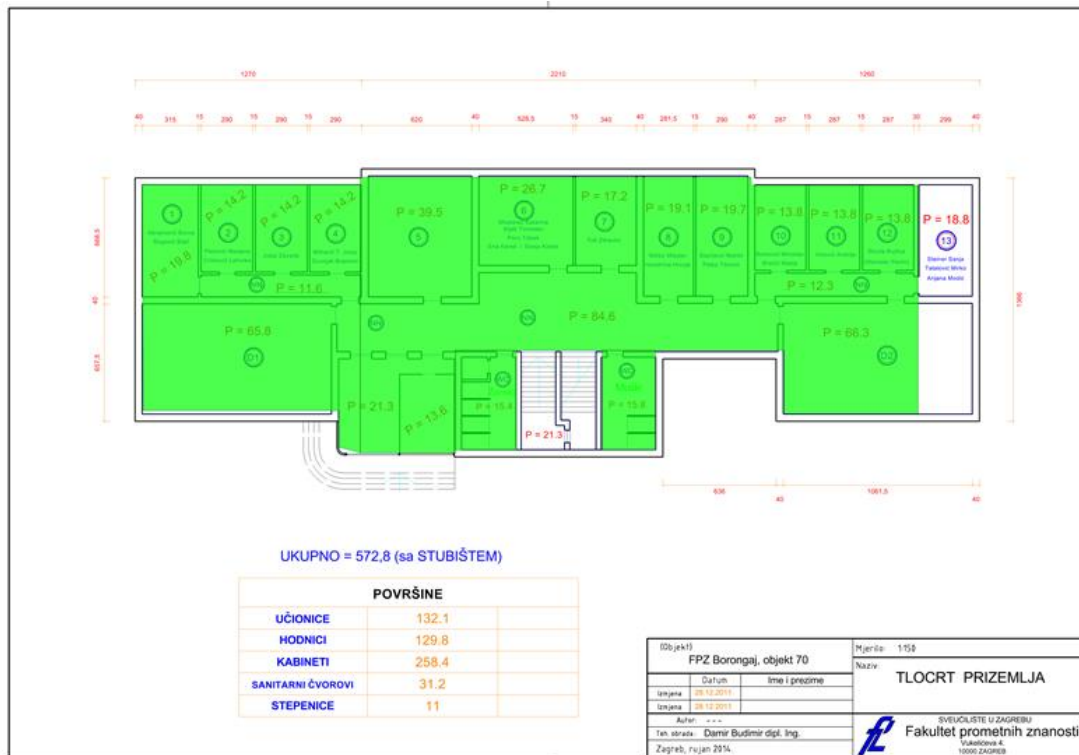 1270 2210 1260
40 315 15 290 15 290 15 290 620 40 528,5 15 340 40 281,5 15 290 40 287 15 287 15 287 30 299 40
P = 14.2 P = 14.2 P = 14.2 P = 39.5 P = 26.7 P = 17.2 P = 19.1 P = 19.7 P = 13.8 P = 13.8 P = 13.8 P = 18.8
1 2 3 4 5 6 7 8 9 10 11 12 13
Steiner Sanja
Tatalović Mirko
Anjana Modić
P = 19.8 P = 11.6 P = 12.3
40
1366
P = 65.8 P = 84.6 P = 66.3
D1 D2
P = 21.3 P = 13.6 P = 15.4 P = 21.3 P = 15.8
636 40 1061,5 40
UKUPNO = 572,8 (sa STUBIŠTEM)
POVRŠINE
UČIONICE 132.1
HODNICI 129.8
KABINETI 258.4
SANITARNI ČVOROVI 31.2
STEPENICE 11
(Objekt)
FPZ Borongaj, objekt 70
Datum Ime i prezime
Izmjena 28.12.2011
Izmjena 28.12.2011
Autor: ---
Teh. obrada: Damir Budimir dipl. ing.
Zagreb, rujan 2014.
Mjerilo: 1:150
Naziv:
TLOCRT PRIZEMLJA
SVEUČILIŠTE U ZAGREBU
Fakultet prometnih znanosti
Vukelićeva 4,
10000 ZAGREB